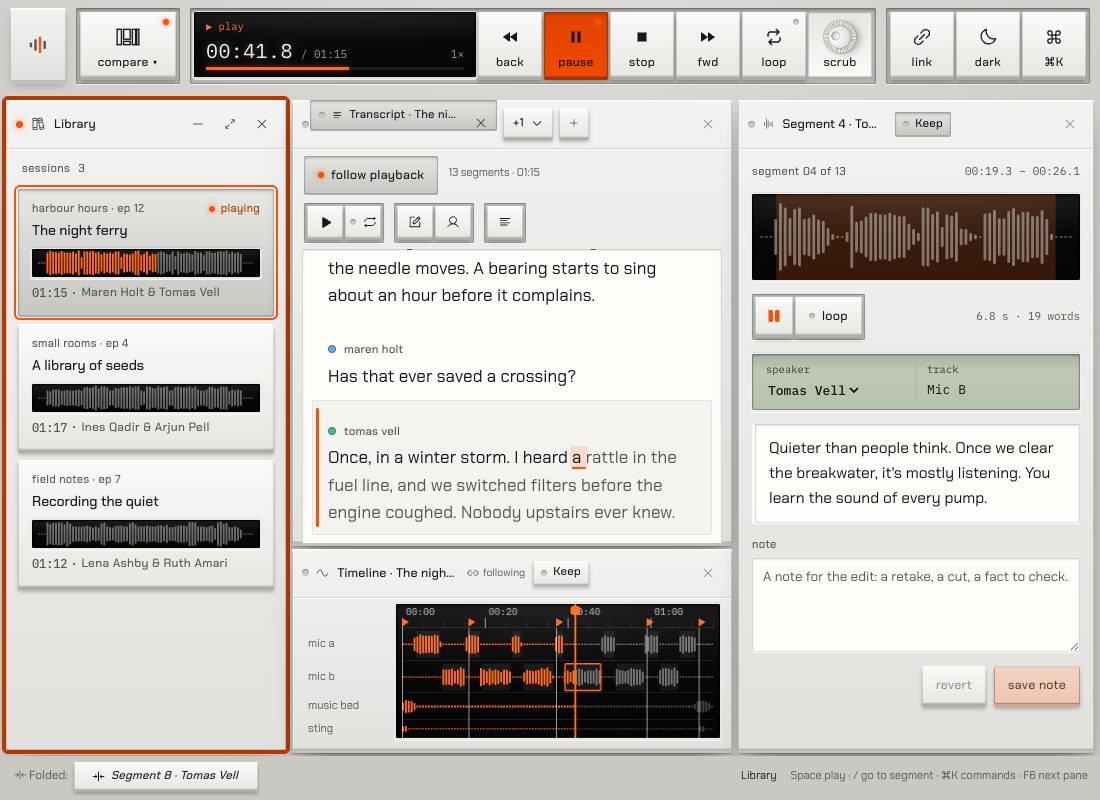 compare ▾
▶ play
00:41.8 / 01:15 1×
back
pause
stop
fwd
loop
scrub
link
dark
⌘K
Library
sessions 3
harbour hours · ep 12 playing
The night ferry
01:15 · Maren Holt & Tomas Vell
small rooms · ep 4
A library of seeds
01:17 · Ines Qadir & Arjun Pell
field notes · ep 7
Recording the quiet
01:12 · Lena Ashby & Ruth Amari
Transcript · The ni...
+1
+
follow playback
13 segments · 01:15
the needle moves. A bearing starts to sing
about an hour before it complains.
maren holt
Has that ever saved a crossing?
tomas vell
Once, in a winter storm. I heard a rattle in the
fuel line, and we switched filters before the
engine coughed. Nobody upstairs ever knew.
Timeline · The nigh...
following
Keep
00:00 00:20 0:40 01:00
mic a
mic b
music bed
sting
Segment 4 · To...
Keep
segment 04 of 13 00:19.3 – 00:26.1
loop
6.8 s · 19 words
speaker
Tomas Vell
track
Mic B
Quieter than people think. Once we clear
the breakwater, it's mostly listening. You
learn the sound of every pump.
note
A note for the edit: a retake, a cut, a fact to check.
revert
save note
Folded:
Segment 8 · Tomas Vell
Library Space play · / go to segment · ⌘K commands · F6 next pane